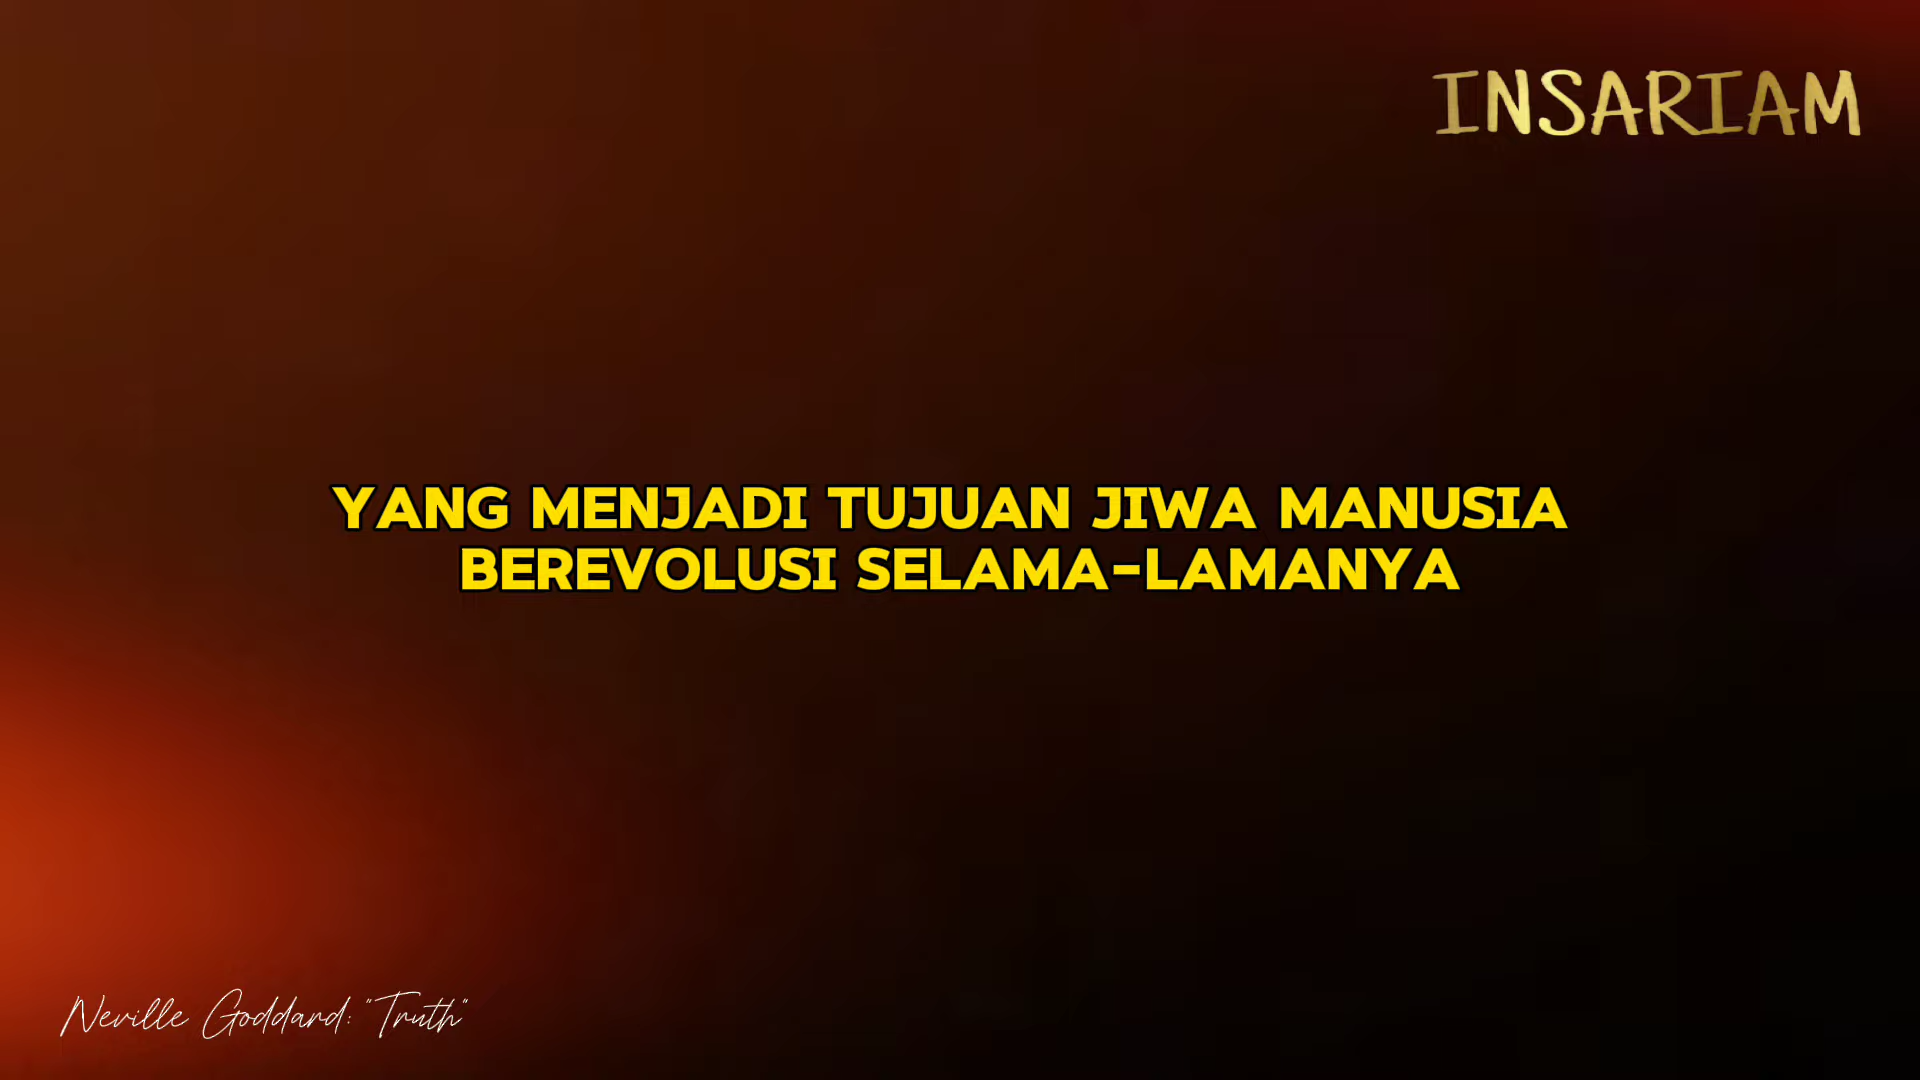 INSARIAM
YANG MENJADI TUJUAN JIWA MANUSIA
BEREVOLUSI SELAMA-LAMANYA
Neville Goddard: "Truth"